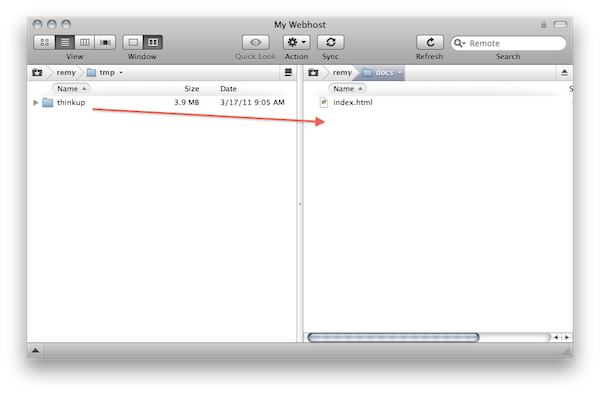 My Webhost
View
Window
Quick Look
Action
Sync
Refresh
Remote
Search
remy
tmp
remy
docs
Name
Size
Date
Name
S
thinkup
3.9 MB
3/17/11 9:05 AM
index.html